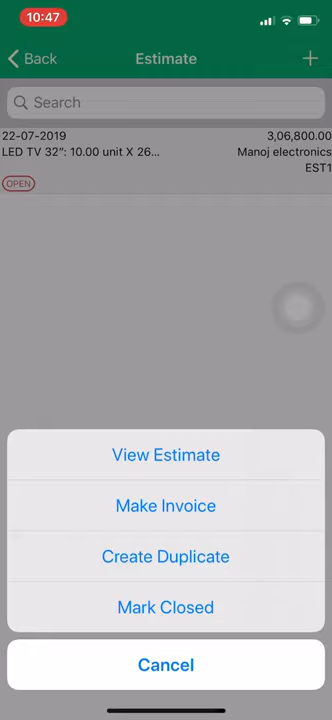 10:47
Back
Estimate
+
Search
22-07-2019
3,06,800.00
LED TV 32": 10.00 unit X 26...
Manoj electronics
EST1
OPEN
View Estimate
Make Invoice
Create Duplicate
Mark Closed
Cancel